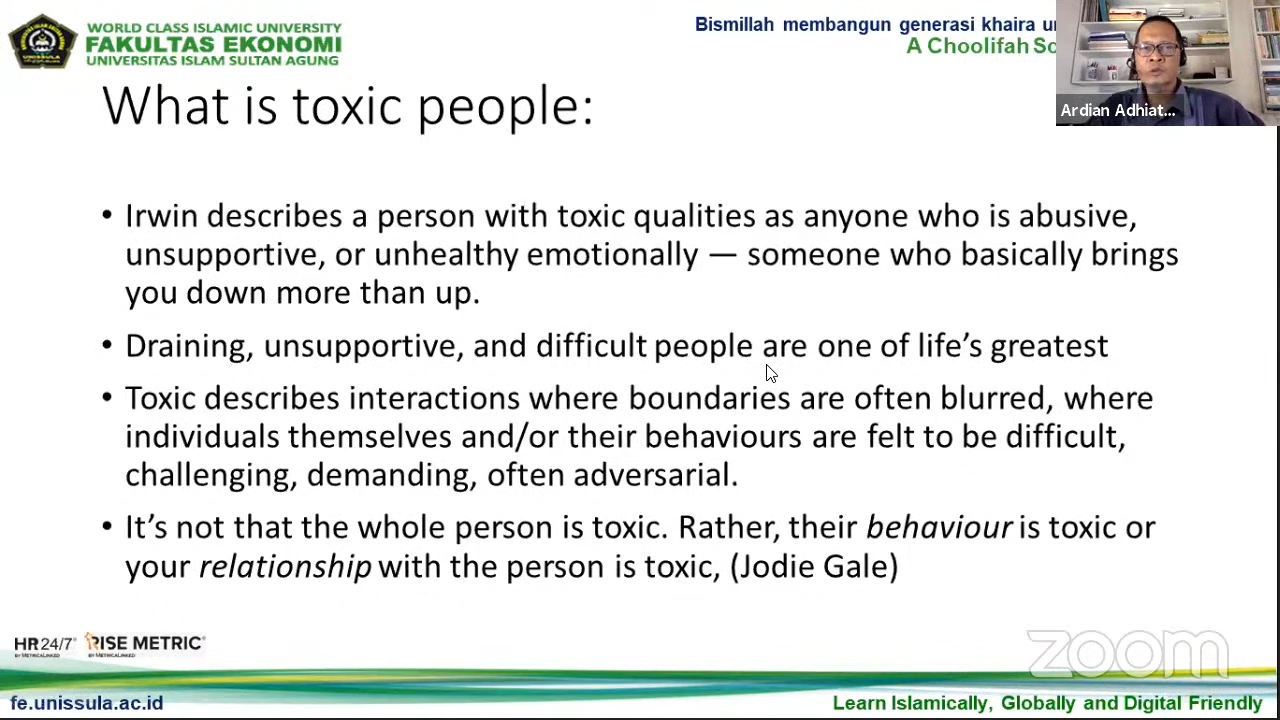 WORLD CLASS ISLAMIC UNIVERSITY
FAKULTAS EKONOMI
UNIVERSITAS ISLAM SULTAN AGUNG
UNISSULA
Bismillah membangun generasi khaira
A Choolifah
Ardian Adhiat...
What is toxic people:
• Irwin describes a person with toxic qualities as anyone who is abusive,
unsupportive, or unhealthy emotionally — someone who basically brings
you down more than up.
• Draining, unsupportive, and difficult people are one of life’s greatest
• Toxic describes interactions where boundaries are often blurred, where
individuals themselves and/or their behaviours are felt to be difficult,
challenging, demanding, often adversarial.
• It’s not that the whole person is toxic. Rather, their behaviour is toxic or
your relationship with the person is toxic, (Jodie Gale)
HR 24/7 RISE METRIC
BY METRICALINKED BY METRICALINKED
zoom
fe.unissula.ac.id
Learn Islamically, Globally and Digital Friendly